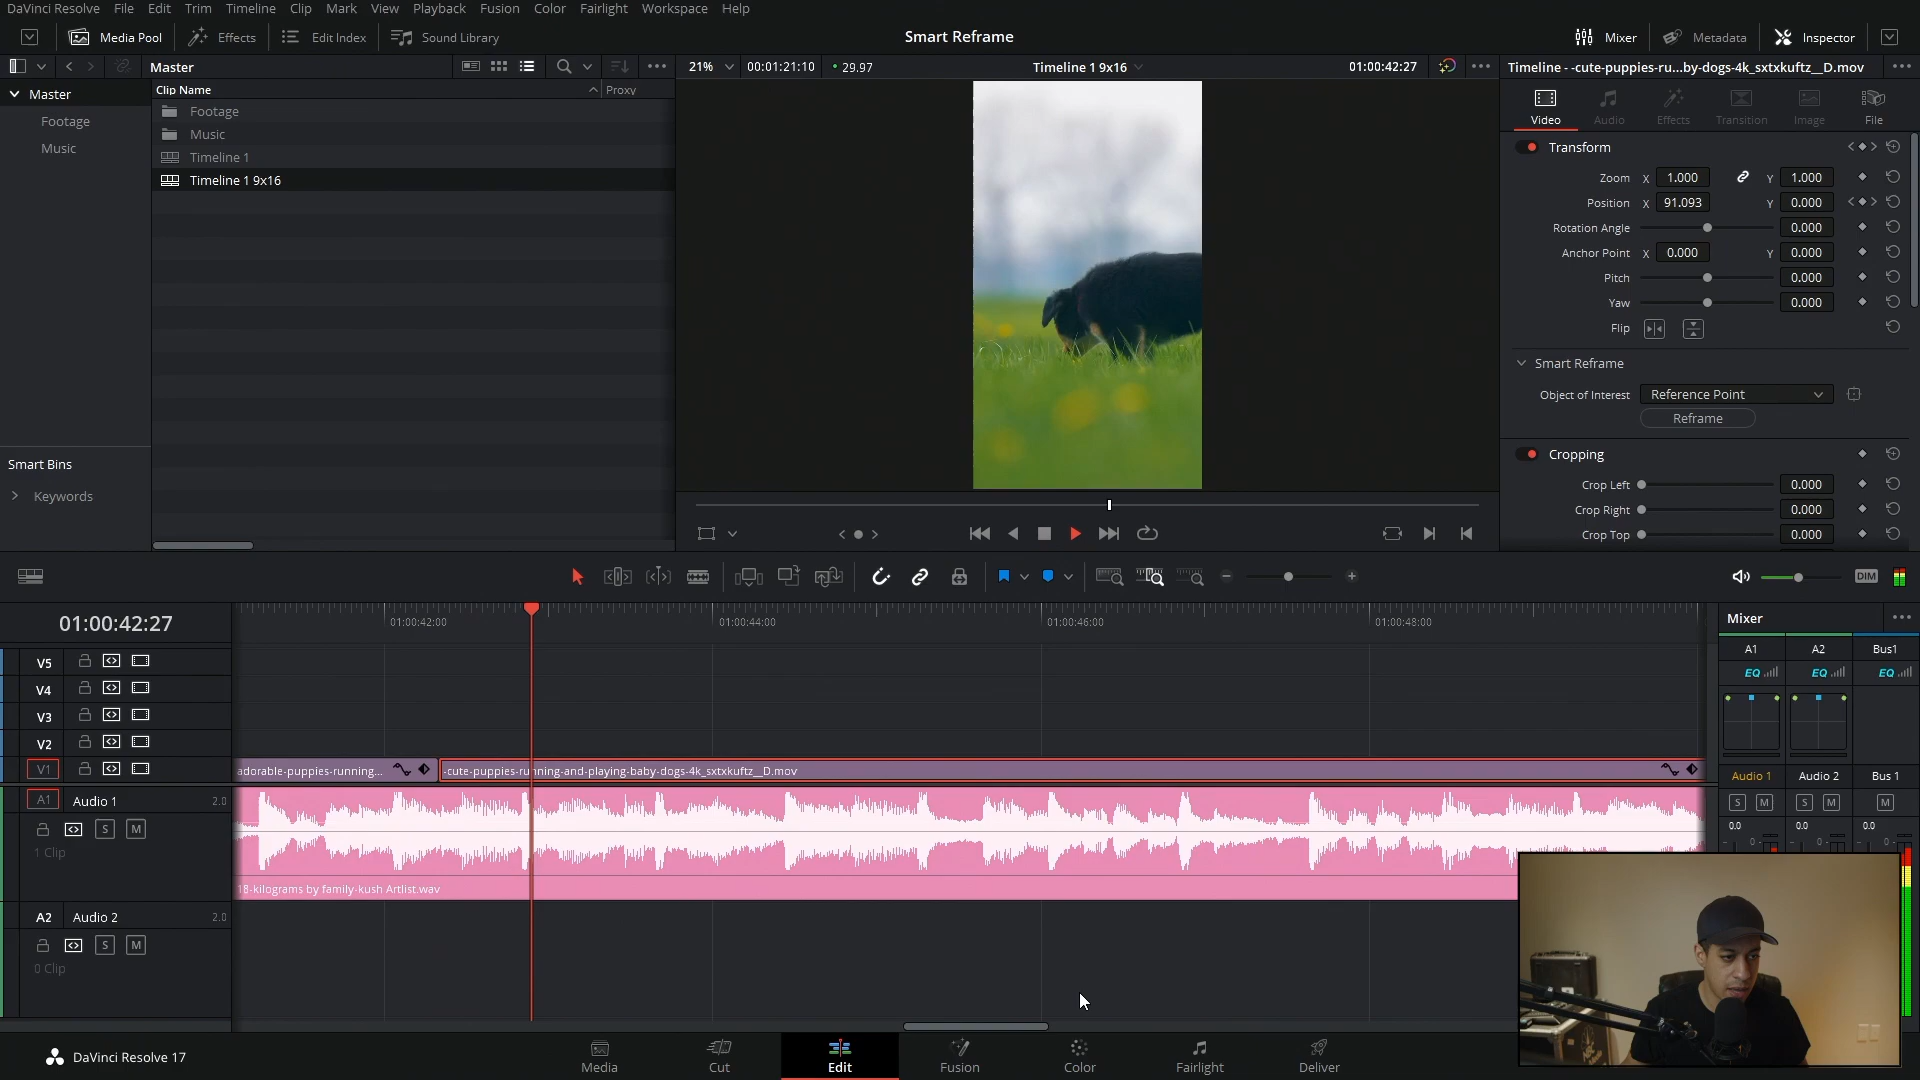 DaVinci Resolve File Edit Trim Timeline Clip Mark View Playback Fusion Color Fairlight Workspace Help
Media Pool Effects Edit Index Sound Library Smart Reframe Mixer Metadata Inspector
Master 21% 00:01:21:10 29.97 Timeline 1 9x16 01:00:42:27 Timeline - -cute-puppies-ru...by-dogs-4k_sxtxkuftz__D.mov
Master Clip Name Proxy
Footage
Music
Footage
Music
Timeline 1
Timeline 1 9x16
Video Audio Effects Transition Image File
Transform
Zoom X 1.000 Y 1.000
Position X 91.093 Y 0.000
Rotation Angle 0.000
Anchor Point X 0.000 Y 0.000
Pitch 0.000
Yaw 0.000
Flip
Smart Reframe
Object of Interest Reference Point
Reframe
Cropping
Crop Left 0.000
Crop Right 0.000
Crop Top 0.000
Smart Bins
Keywords
DIM
01:00:42:27 01:00:42:00 01:00:44:00 01:00:46:00 01:00:48:00
Mixer
A1 A2 Bus1
EQ EQ EQ
Audio 1 Audio 2 Bus 1
S M S M M
0.0 0.0 0.0
0 0 0
V5
V4
V3
V2
V1 adorable-puppies-running... -cute-puppies-running-and-playing-baby-dogs-4k_sxtxkuftz__D.mov
A1 Audio 1 2.0
S M
1 Clip
18-kilograms by family-kush Artlist.wav
A2 Audio 2 2.0
S M
0 Clip
DaVinci Resolve 17 Media Cut Edit Fusion Color Fairlight Deliver